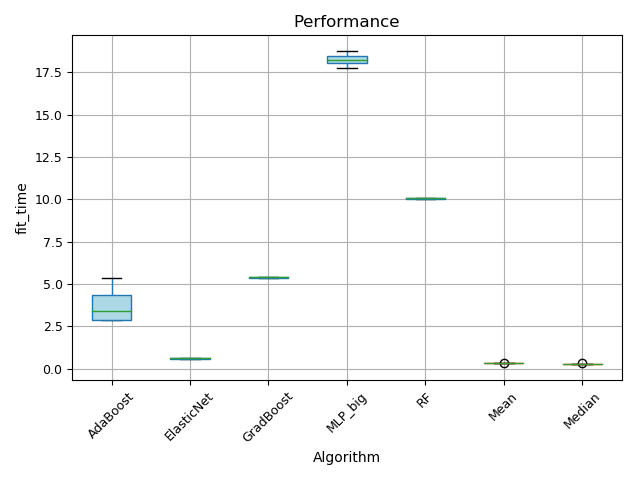 Performance
17.5
15.0
12.5
10.0
7.5
5.0
2.5
0.0
fit_time
AdaBoost
ElasticNet
GradBoost
MLP_big
RF
Mean
Median
Algorithm